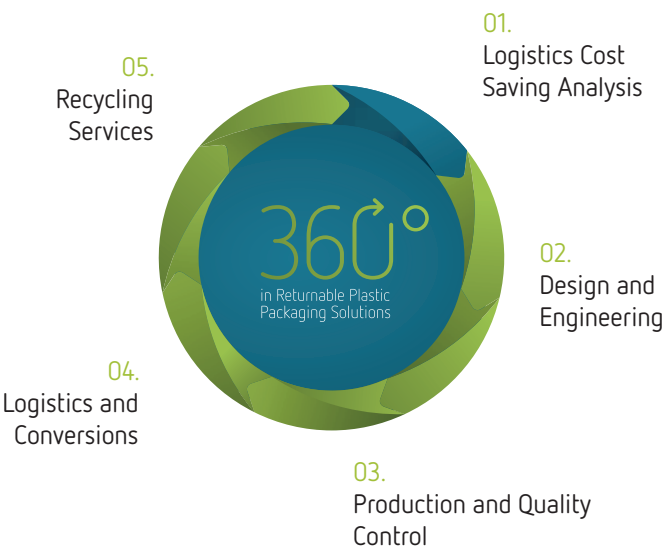 01.
Logistics Cost
Saving Analysis
02.
Design and
Engineering
03.
Production and Quality
Control
04.
Logistics and
Conversions
05.
Recycling
Services
360°
in Returnable Plastic
Packaging Solutions